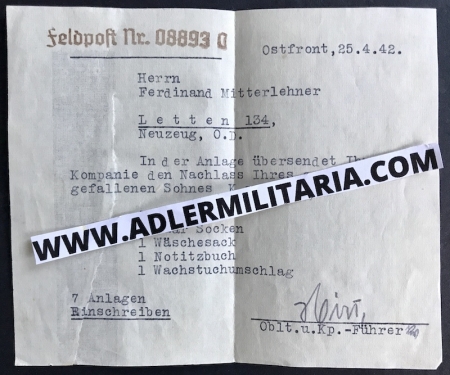 Feldpost Nr. 08893 D
Ostfront, 25.4.42.
Herrn
Ferdinand Mitterlehner
Letten 134,
Neuzeug, O.D.
In der Anlage übersendet
Kompanie den Nachlass Ihres
gefallenen Sohnes
WWW.ADLERMILITARIA.COM
Socken
1 Wäschesack
1 Notitzbuch
1 Wachstuchumschlag
7 Anlagen
Einschreiben
Oblt.u.Kp.-Führer